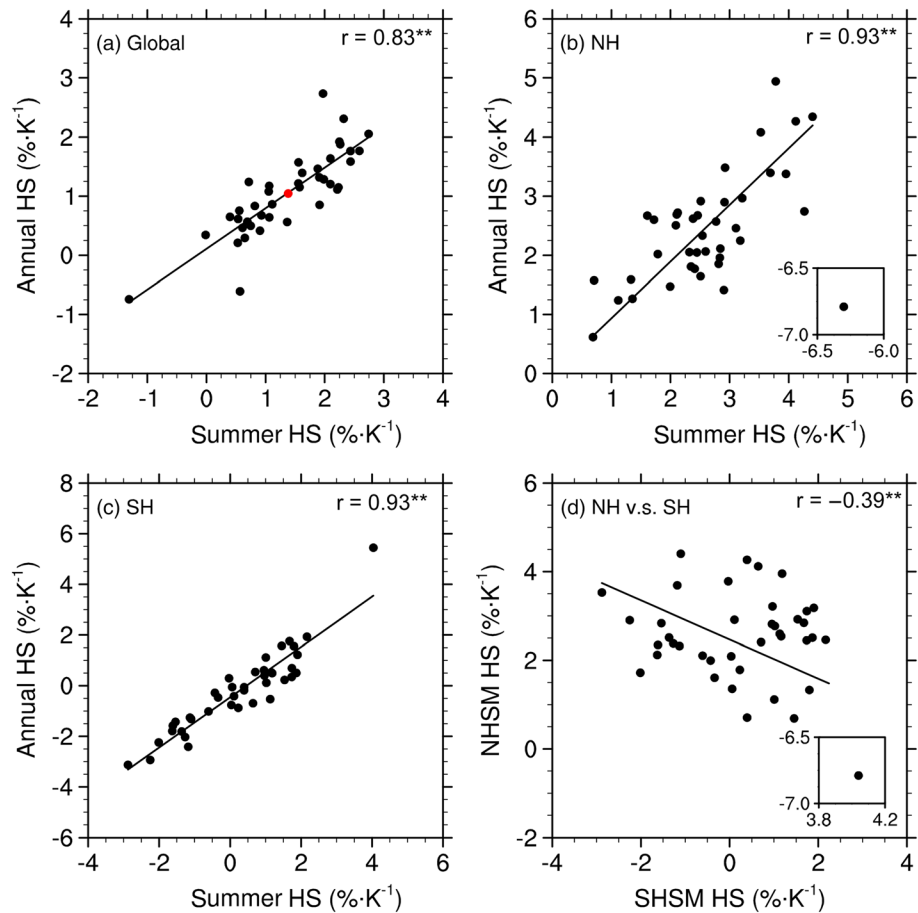 (a) Global
r = 0.83**
4
3
2
1
0
-1
-2
Annual HS (%·K⁻¹)
-2 -1 0 1 2 3 4
Summer HS (%·K⁻¹)
(b) NH
r = 0.93**
6
5
4
3
2
1
0
Annual HS (%·K⁻¹)
-6.5
-7.0
-6.5 -6.0
0 1 2 3 4 5 6
Summer HS (%·K⁻¹)
(c) SH
r = 0.93**
8
6
4
2
0
-2
-4
-6
Annual HS (%·K⁻¹)
-4 -2 0 2 4 6
Summer HS (%·K⁻¹)
(d) NH v.s. SH
r = −0.39**
6
4
2
0
-2
NHSM HS (%·K⁻¹)
-6.5
-7.0
3.8 4.2
-4 -2 0 2 4
SHSM HS (%·K⁻¹)